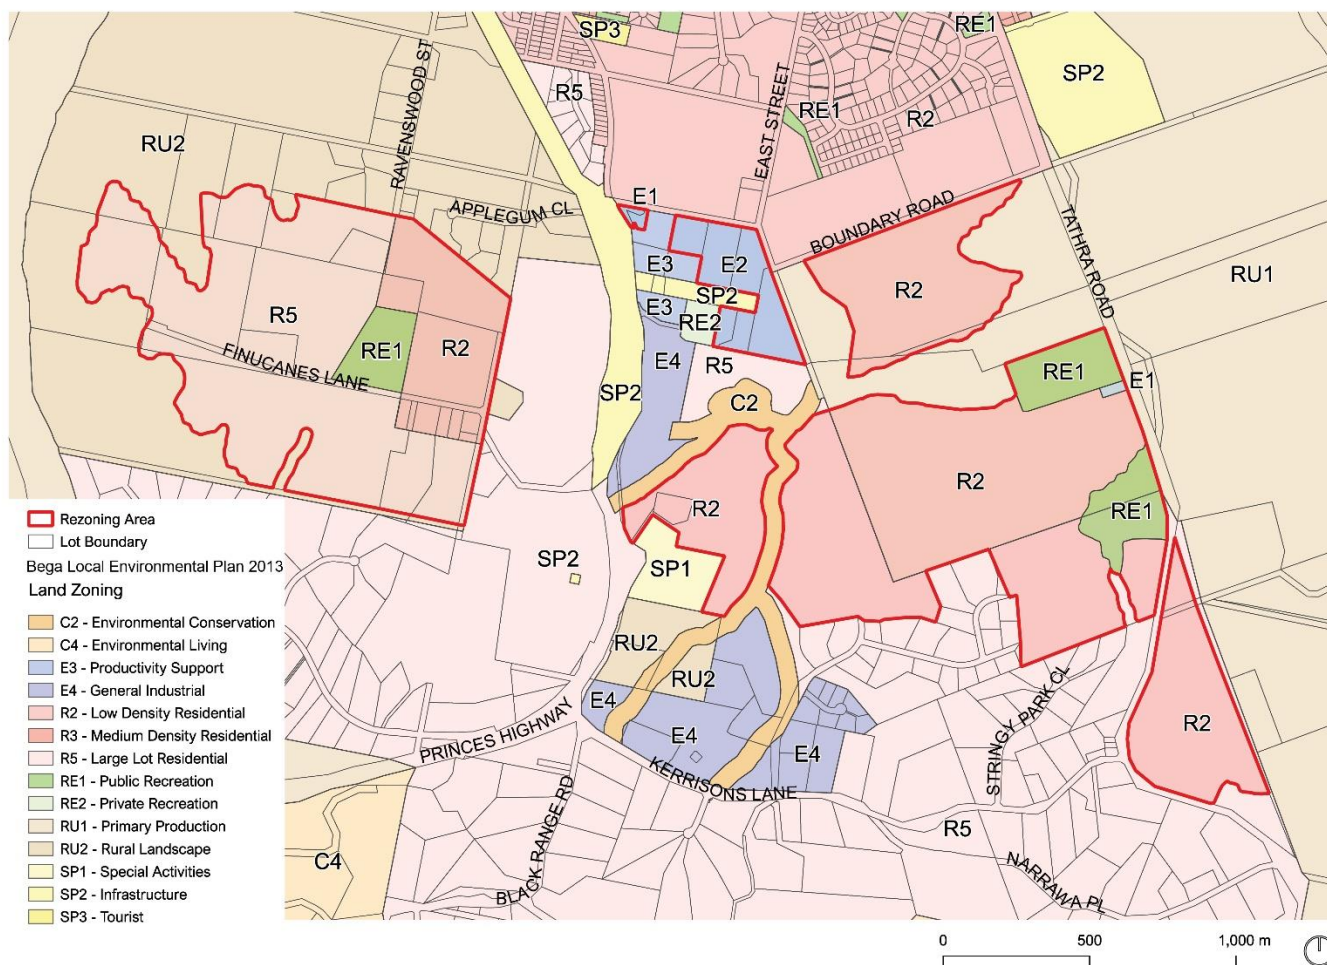 SP3
RE1
SP2
RAVENSWOOD ST
R5
EAST STREET
RE1
R2
RU2
E1
APPLEGUM CL
BOUNDARY ROAD
TATHRA ROAD
E3
E2
RU1
SP2
R2
R5
E3
RE2
RE1
R2
FINUCANES LANE
E4
R5
RE1
E1
SP2
C2
R2
R2
RE1
SP2
SP1
RU2
RU2
STRINGY PARK CL
R2
E4
PRINCES HIGHWAY
E4
E4
KERRISONS LANE
BLACK RANGE RD
R5
C4
NARRAWA PL
Rezoning Area
Lot Boundary
Bega Local Environmental Plan 2013
Land Zoning
C2 - Environmental Conservation
C4 - Environmental Living
E3 - Productivity Support
E4 - General Industrial
R2 - Low Density Residential
R3 - Medium Density Residential
R5 - Large Lot Residential
RE1 - Public Recreation
RE2 - Private Recreation
RU1 - Primary Production
RU2 - Rural Landscape
SP1 - Special Activities
SP2 - Infrastructure
SP3 - Tourist
0 500 1,000 m